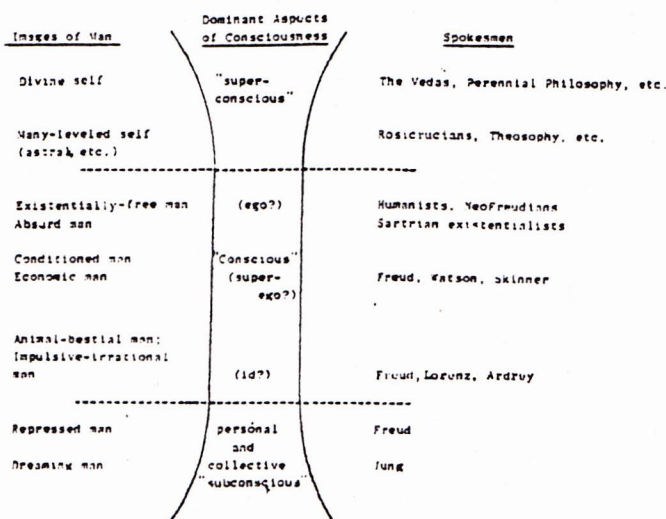 Dominant Aspects
Images of Man of Consciousness Spokesmen
Divine self "super- The Vedas, Perennial Philosophy, etc.
conscious"
Many-leveled self Rosicrucians, Theosophy, etc.
(astral, etc.)
Existentially-free man (ego?) Humanists, NeoFreudians
Absurd man Sartrian existentialists
Conditioned man "Conscious"
Economic man (super- Freud, Watson, Skinner
ego?)
Animal-bestial man;
Impulsive-irrational
man (id?) Freud, Lorenz, Ardrey
Repressed man personal Freud
and
Dreaming man collective Jung
"subconscious"